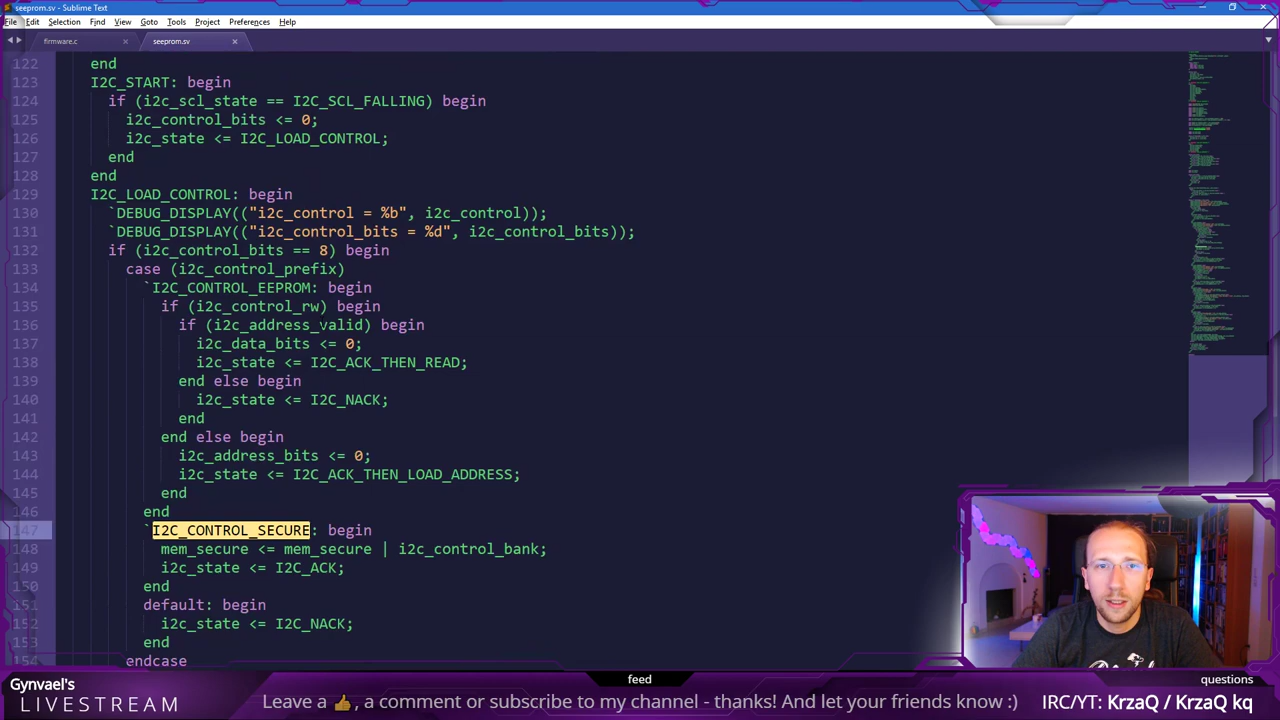 seeprom.sv - Sublime Text
File Edit Selection Find View Goto Tools Project Preferences Help
firmware.c × seeprom.sv ×
122 end
123 I2C_START: begin
124 if (i2c_scl_state == I2C_SCL_FALLING) begin
125 i2c_control_bits <= 0;
126 i2c_state <= I2C_LOAD_CONTROL;
127 end
128 end
129 I2C_LOAD_CONTROL: begin
130 `DEBUG_DISPLAY(("i2c_control = %b", i2c_control));
131 `DEBUG_DISPLAY(("i2c_control_bits = %d", i2c_control_bits));
132 if (i2c_control_bits == 8) begin
133 case (i2c_control_prefix)
134 `I2C_CONTROL_EEPROM: begin
135 if (i2c_control_rw) begin
136 if (i2c_address_valid) begin
137 i2c_data_bits <= 0;
138 i2c_state <= I2C_ACK_THEN_READ;
139 end else begin
140 i2c_state <= I2C_NACK;
141 end
142 end else begin
143 i2c_address_bits <= 0;
144 i2c_state <= I2C_ACK_THEN_LOAD_ADDRESS;
145 end
146 end
147 `I2C_CONTROL_SECURE: begin
148 mem_secure <= mem_secure | i2c_control_bank;
149 i2c_state <= I2C_ACK;
150 end
151 default: begin
152 i2c_state <= I2C_NACK;
153 end
154 endcase
Gynvael's
LIVESTREAM
feed
questions
Leave a 👍, a comment or subscribe to my channel - thanks! And let your friends know :)
IRC/YT: KrzaQ / KrzaQ kq